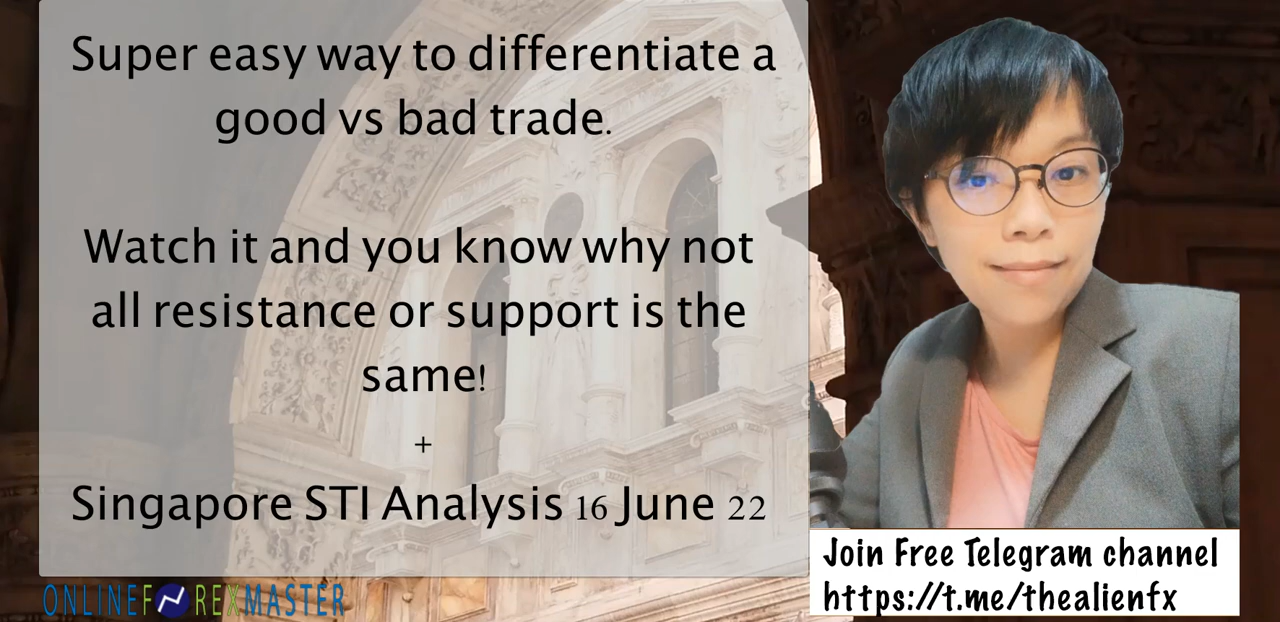 Super easy way to differentiate a
good vs bad trade.
Watch it and you know why not
all resistance or support is the
same!
+
Singapore STI Analysis 16 June 22
ONLINEFOREXMASTER
Join Free Telegram channel
https://t.me/thealienfx